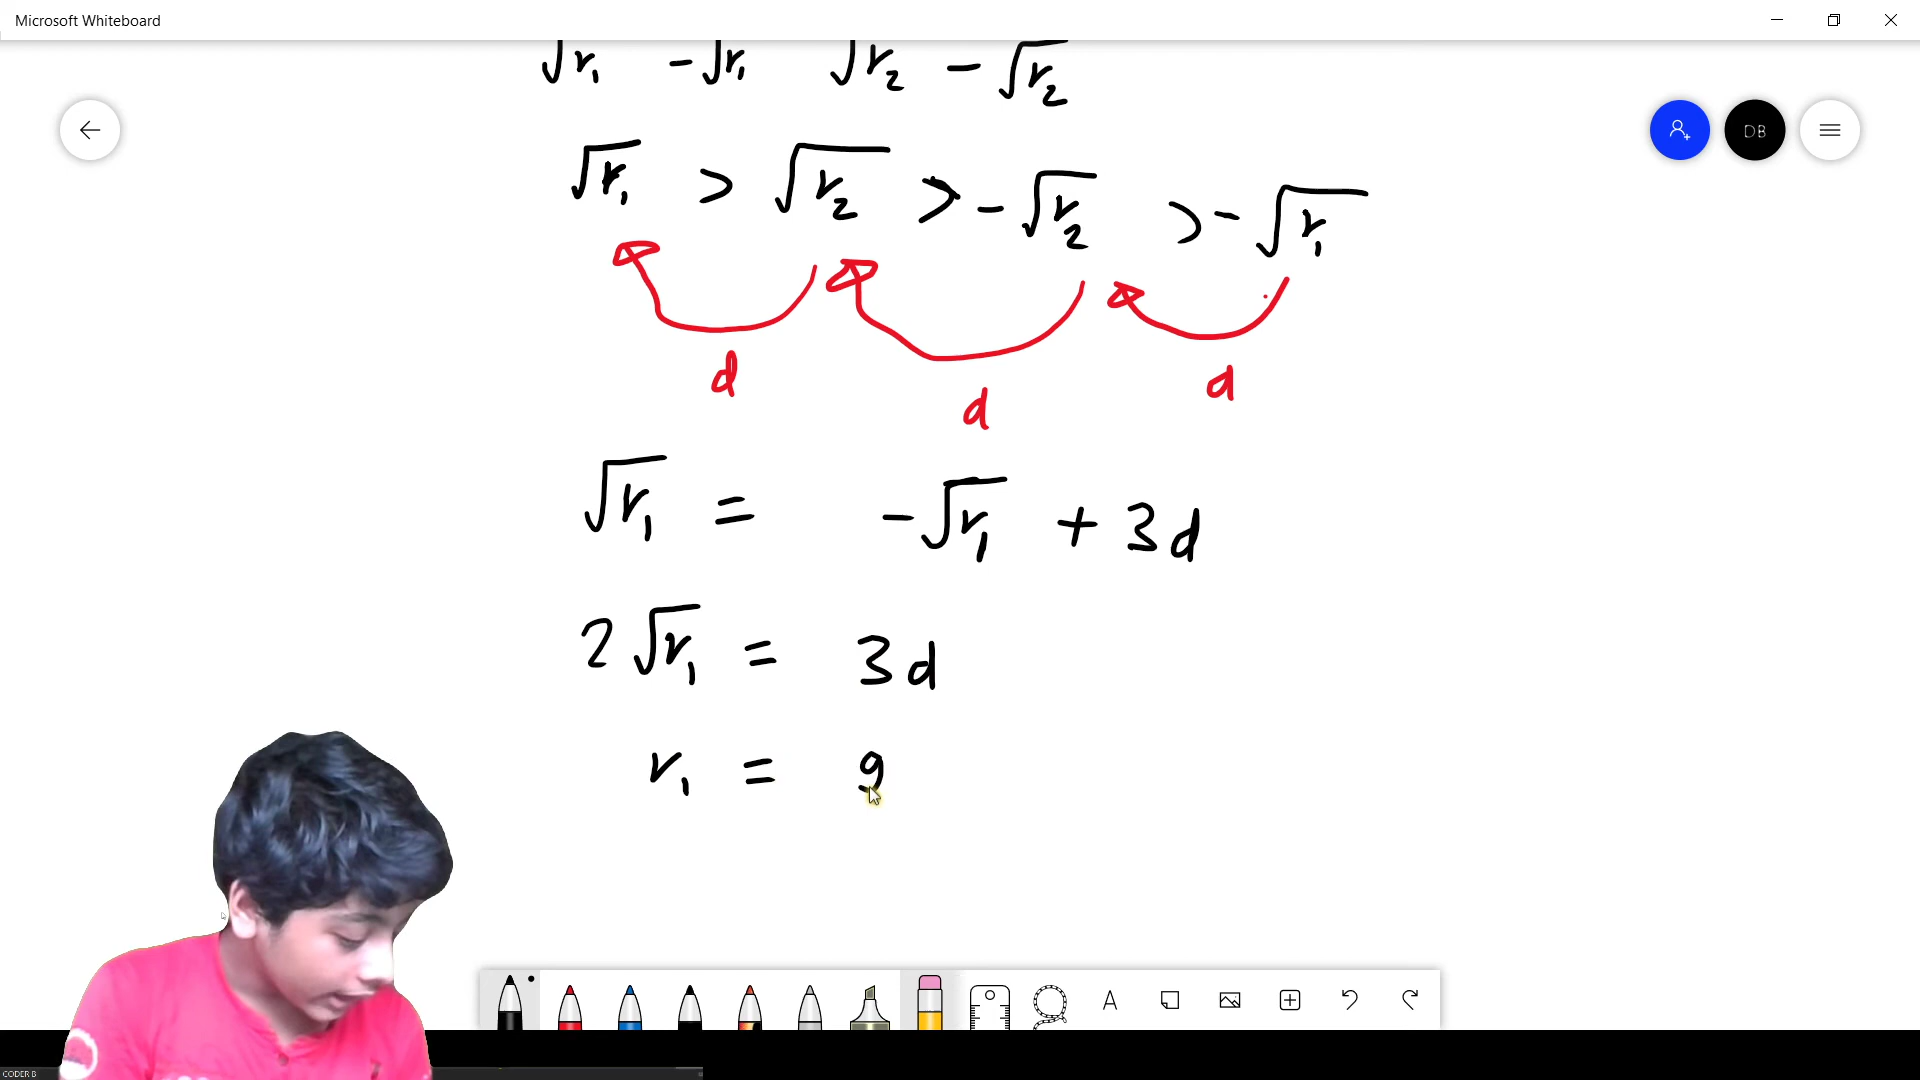 Microsoft Whiteboard
√r₁ -√r₁ √r₂ -√r₂
√r₁ > √r₂ > -√r₂ > -√r₁
DB
d d d
√r₁ = -√r₁ + 3d
2√r₁ = 3d
r₁ = 9
A
CODER B